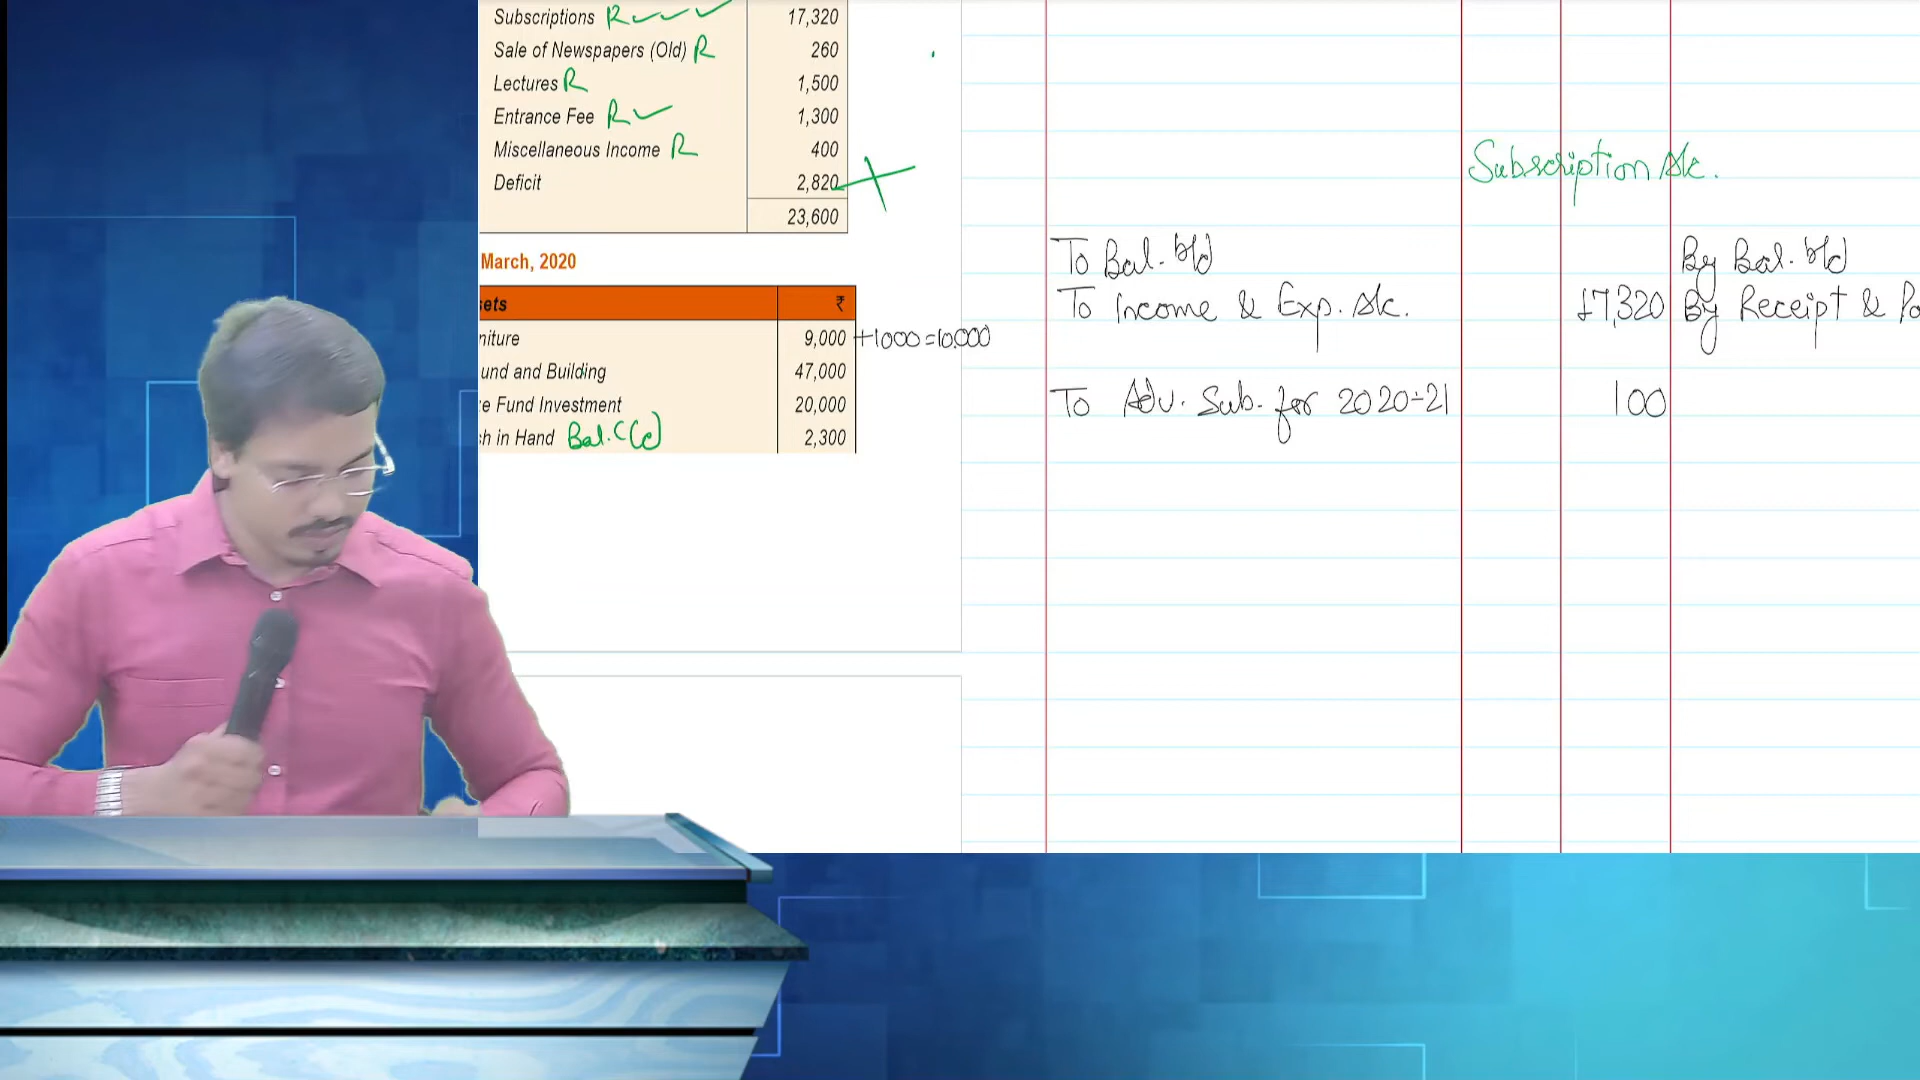 Subscriptions R 17,320
Sale of Newspapers (Old) R 260
Lectures R 1,500
Entrance Fee R 1,300
Miscellaneous Income R 400
Deficit 2,820
23,600
March, 2020
ets ₹
niture 9,000 +1000=10,000
und and Building 47,000
e Fund Investment 20,000
h in Hand Bal. C/d 2,300
Subscription A/c.
To Bal. b/d By Bal. b/d
To Income & Exp. A/c. 17,320 By Receipt & Pa
To Adv. Sub. for 2020-21 100